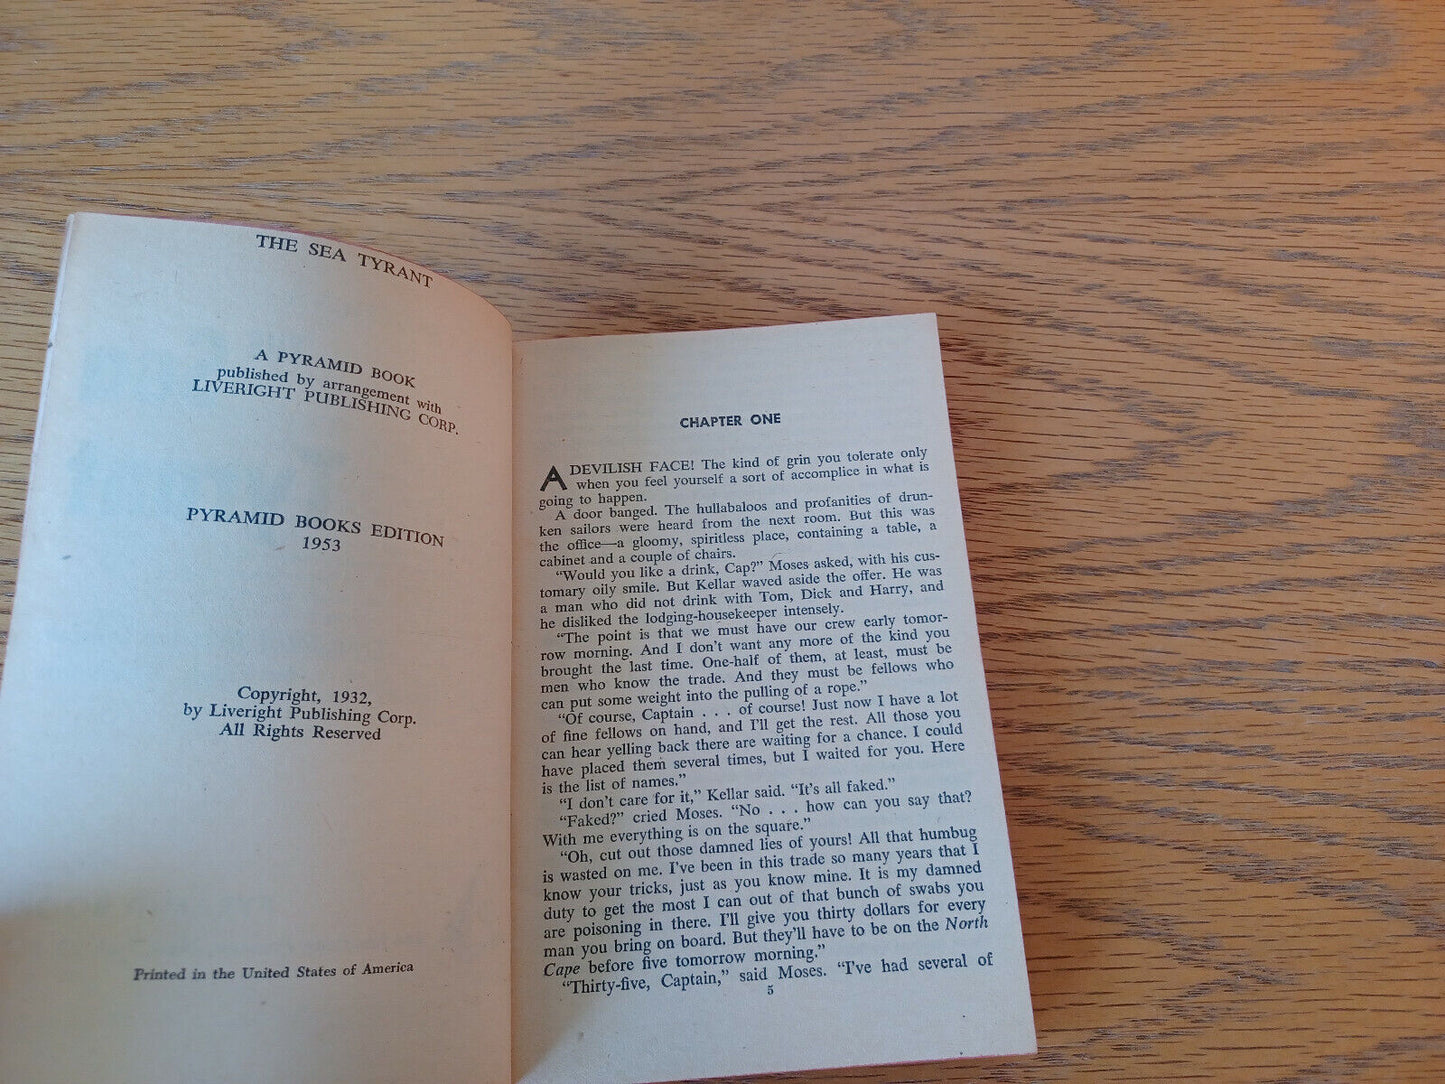 THE SEA TYRANT
A PYRAMID BOOK
published by arrangement with
LIVERIGHT PUBLISHING CORP.
PYRAMID BOOKS EDITION
1953
Copyright, 1932,
by Liveright Publishing Corp.
All Rights Reserved
Printed in the United States of America
CHAPTER ONE
A DEVILISH FACE! The kind of grin you tolerate only
when you feel yourself a sort of accomplice in what is
going to happen.
A door banged. The hullabaloos and profanities of drun-
ken sailors were heard from the next room. But this was
the office—a gloomy, spiritless place, containing a table, a
cabinet and a couple of chairs.
"Would you like a drink, Cap?" Moses asked, with his cus-
tomary oily smile. But Kellar waved aside the offer. He was
a man who did not drink with Tom, Dick and Harry, and
he disliked the lodging-housekeeper intensely.
"The point is that we must have our crew early tomor-
row morning. And I don't want any more of the kind you
brought the last time. One-half of them, at least, must be
men who know the trade. And they must be fellows who
can put some weight into the pulling of a rope."
"Of course, Captain . . . of course! Just now I have a lot
of fine fellows on hand, and I'll get the rest. All those you
can hear yelling back there are waiting for a chance. I could
have placed them several times, but I waited for you. Here
is the list of names."
"I don't care for it," Kellar said. "It's all faked."
"Faked?" cried Moses. "No . . . how can you say that?
With me everything is on the square."
"Oh, cut out those damned lies of yours! All that humbug
is wasted on me. I've been in this trade so many years that I
know your tricks, just as you know mine. It is my damned
duty to get the most I can out of that bunch of swabs you
are poisoning in there. I'll give you thirty dollars for every
man you bring on board. But they'll have to be on the North
Cape before five tomorrow morning."
"Thirty-five, Captain," said Moses. "I've had several of
5